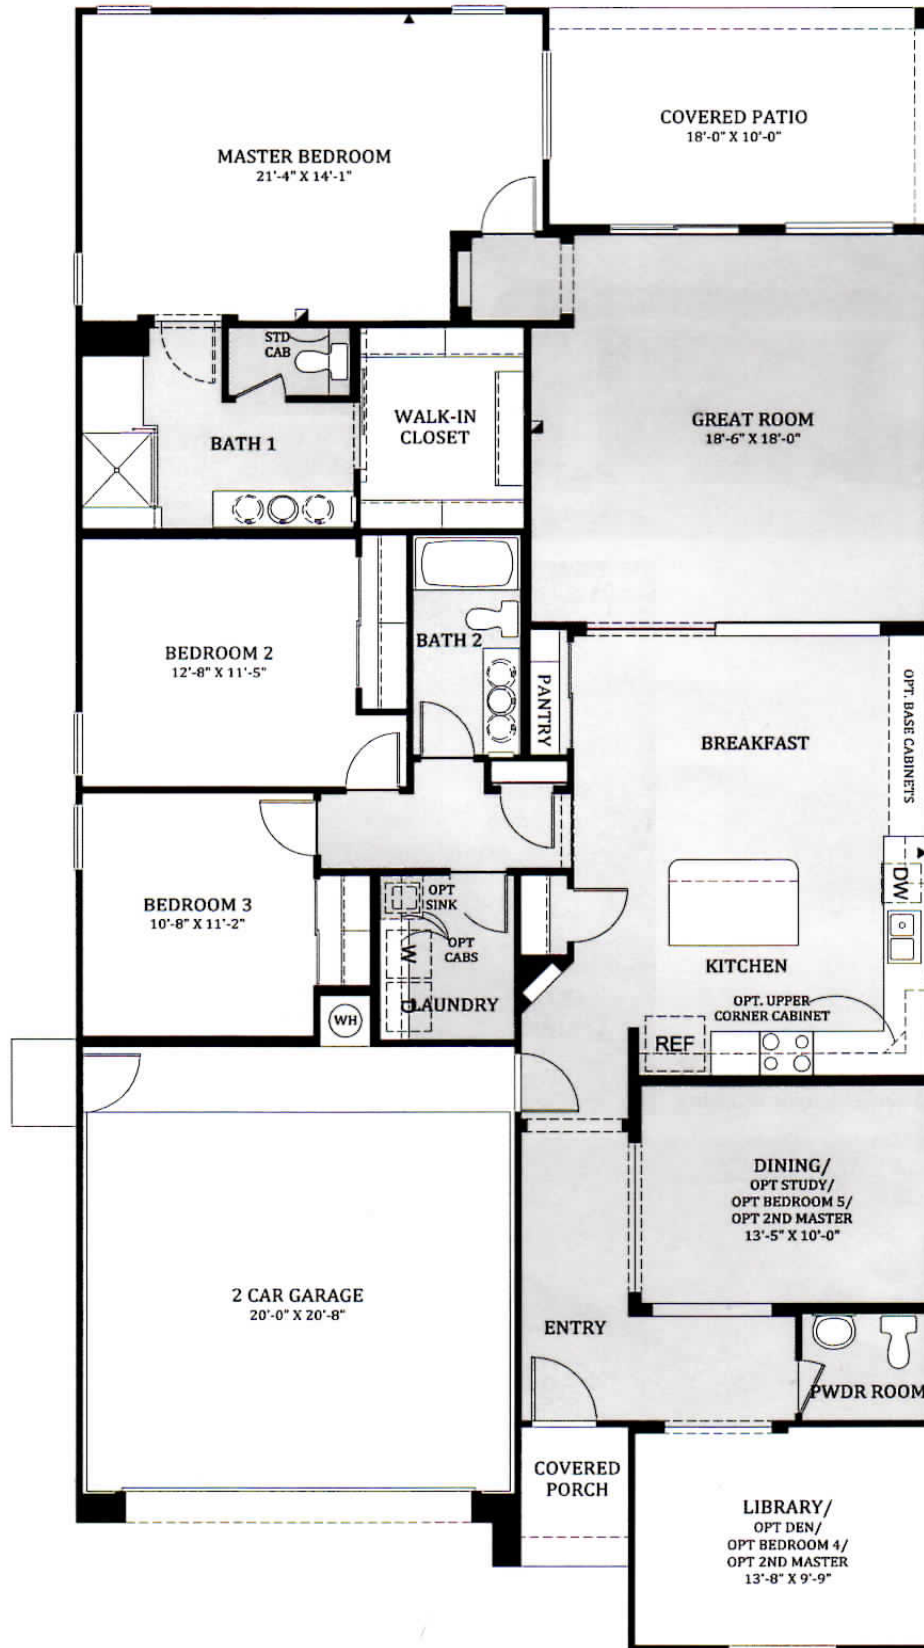 COVERED PATIO
18'-0" X 10'-0"
MASTER BEDROOM
21'-4" X 14'-1"
STD
CAB
WALK-IN
CLOSET
BATH 1
GREAT ROOM
18'-6" X 18'-0"
BEDROOM 2
12'-8" X 11'-5"
BATH 2
PANTRY
BREAKFAST
OPT. BASE CABINETS
BEDROOM 3
10'-8" X 11'-2"
OPT
SINK
OPT
CABS
W
D
LAUNDRY
WH
DW
KITCHEN
OPT. UPPER
CORNER CABINET
REF
DINING/
OPT STUDY/
OPT BEDROOM 5/
OPT 2ND MASTER
13'-5" X 10'-0"
2 CAR GARAGE
20'-0" X 20'-8"
ENTRY
PWDR ROOM
COVERED
PORCH
LIBRARY/
OPT DEN/
OPT BEDROOM 4/
OPT 2ND MASTER
13'-8" X 9'-9"